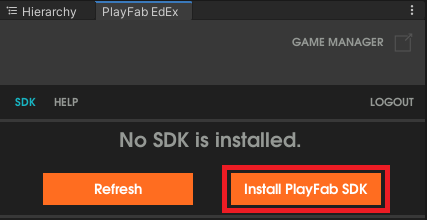 Hierarchy PlayFab EdEx
GAME MANAGER
SDK HELP LOGOUT
No SDK is installed.
Refresh Install PlayFab SDK